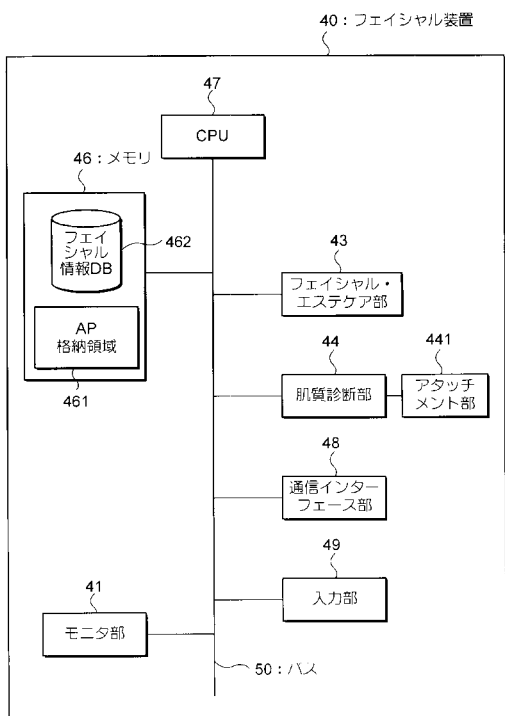 40：フェイシャル装置
47
CPU
46：メモリ
フェイ
シャル
情報DB
462
AP
格納領域
461
43
フェイシャル・
エステケア部
44
肌質診断部
441
アタッチ
メント部
48
通信インター
フェース部
49
入力部
41
モニタ部
50：バス